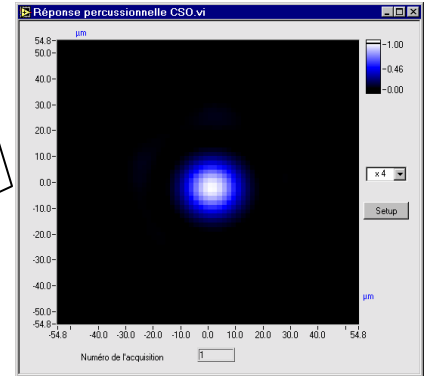 Réponse percussionnelle CSO.vi
µm
54.8
50.0
40.0
30.0
20.0
10.0
0.0
-10.0
-20.0
-30.0
-40.0
-50.0
-54.8
-54.8 -40.0 -30.0 -20.0 -10.0 0.0 10.0 20.0 30.0 40.0 54.8
µm
1.00
0.46
0.00
x 4
Setup
Numéro de l'acquisition 1